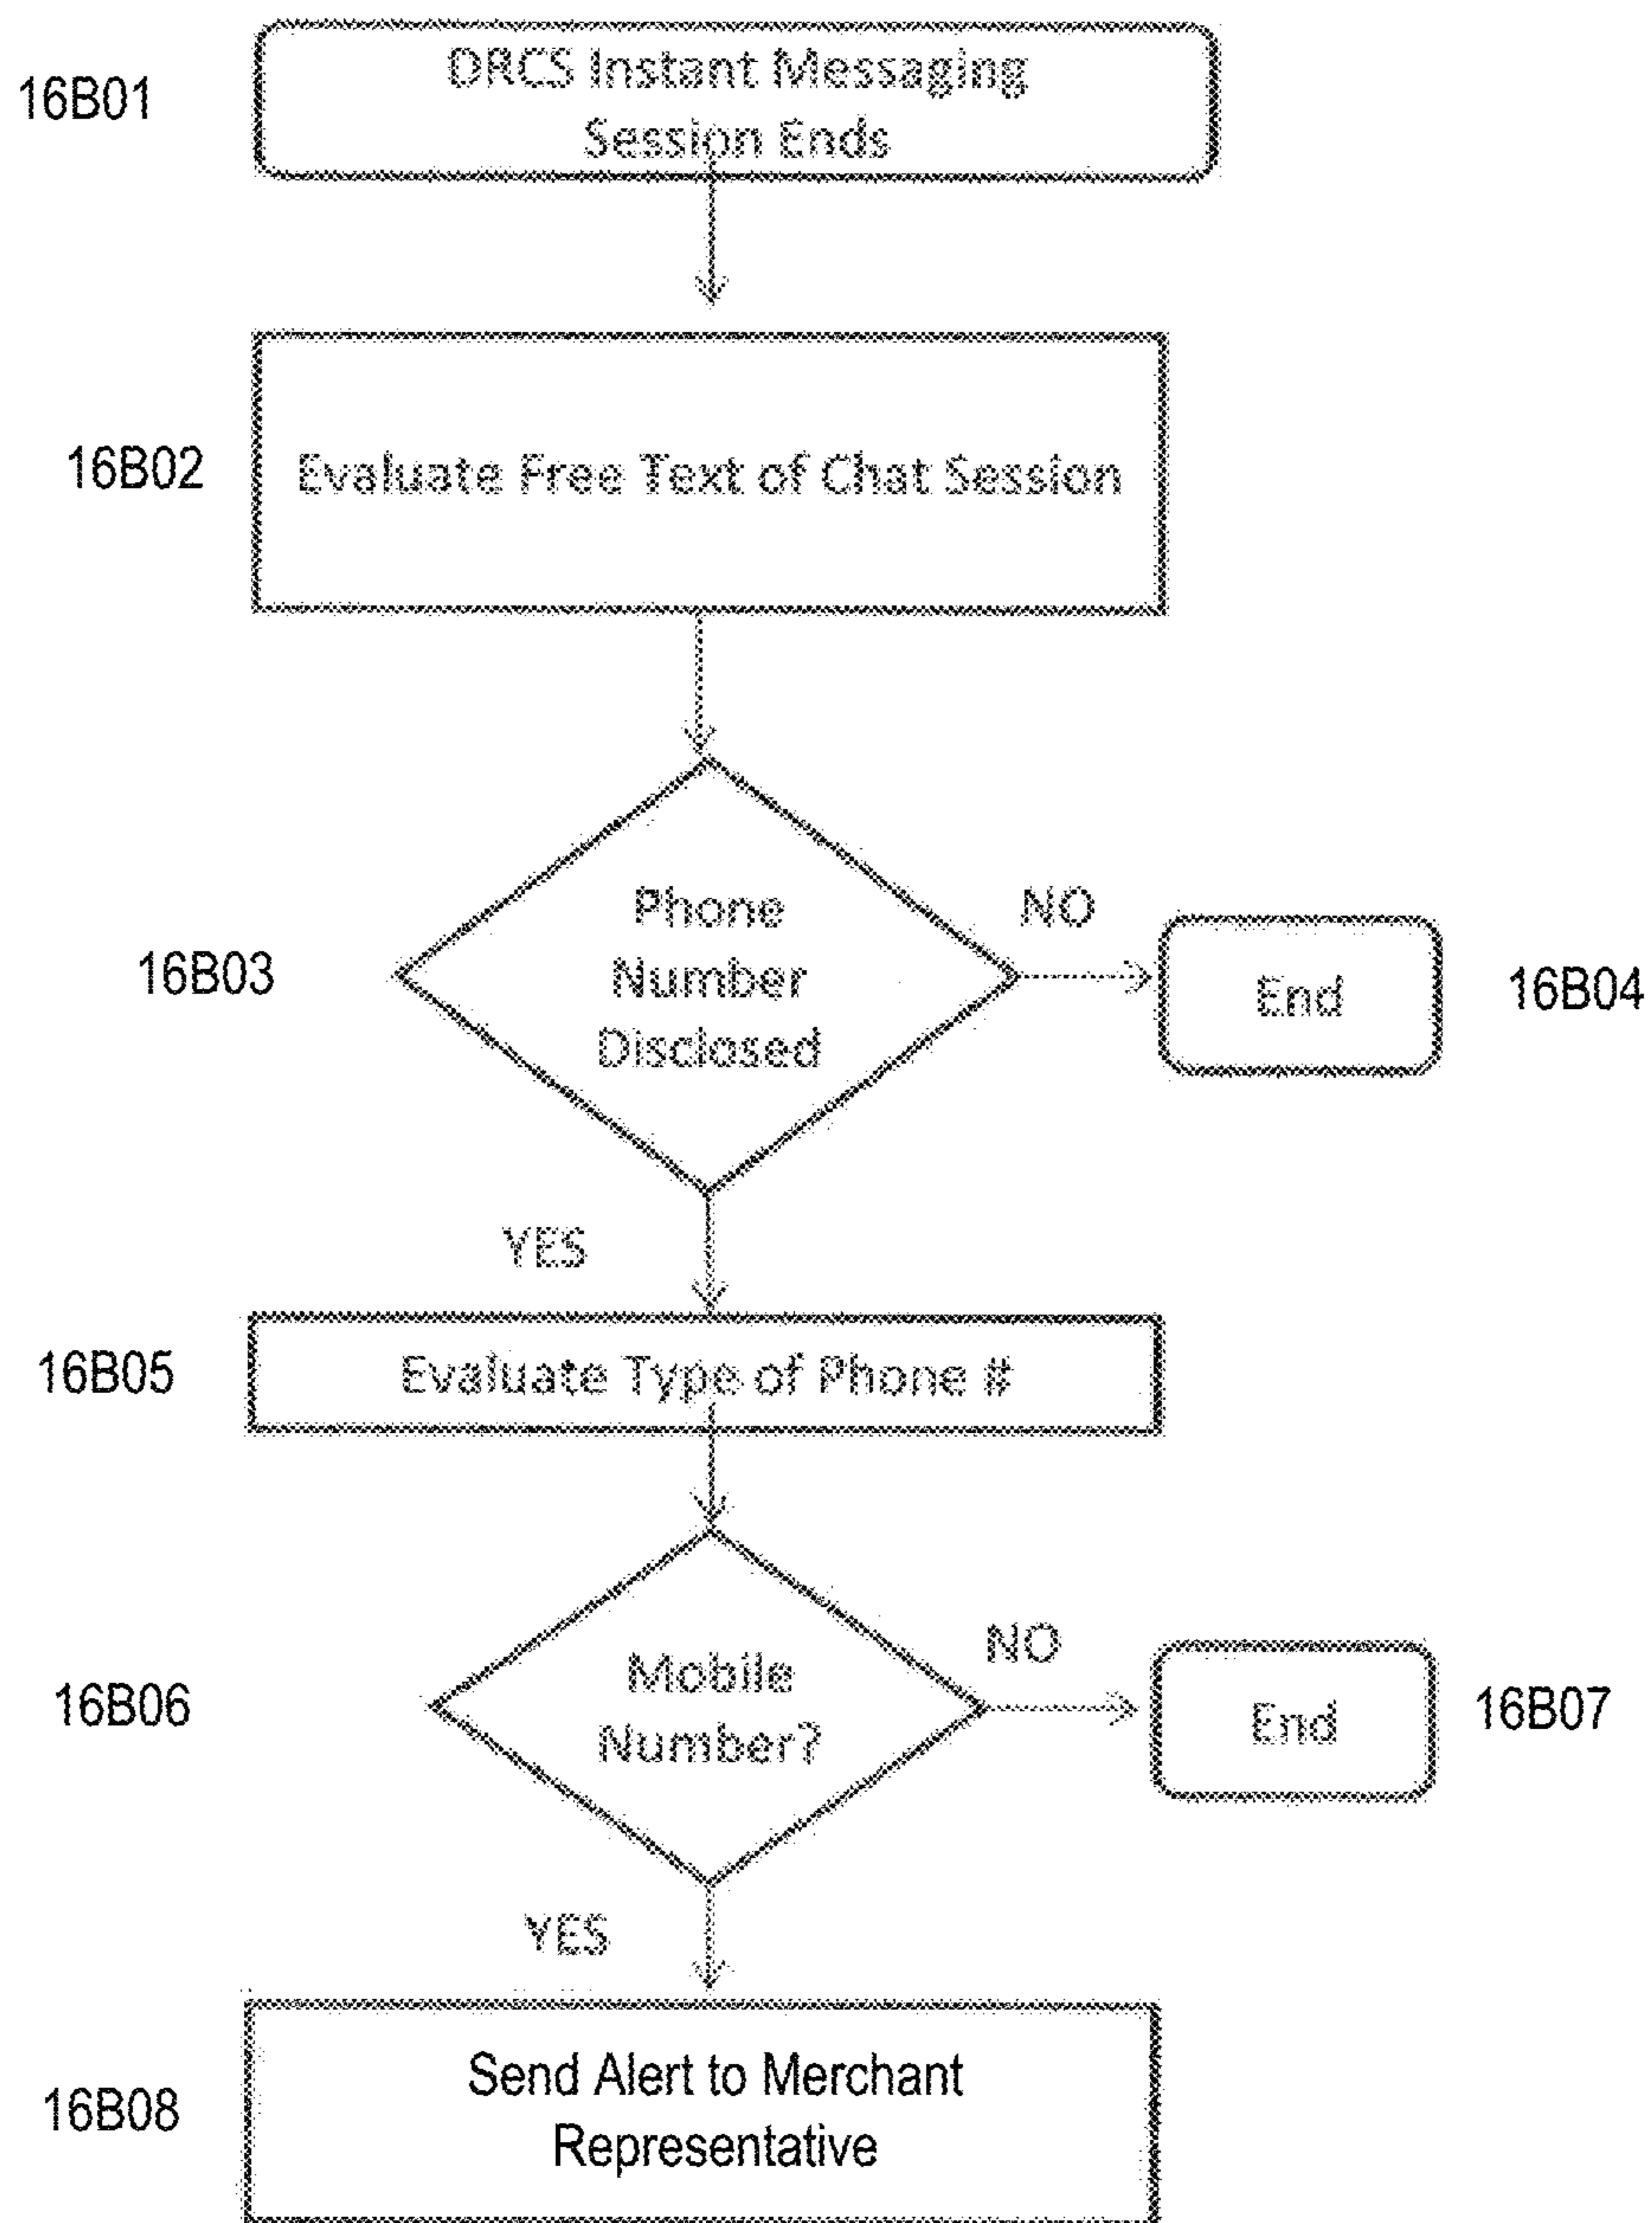 16B01
DRCS Instant Messaging
Session Ends
16B02
Evaluate Free Text of Chat Session
16B03
Phone
Number
Disclosed
NO
End
16B04
YES
16B05
Evaluate Type of Phone #
16B06
Mobile
Number?
NO
End
16B07
YES
16B08
Send Alert to Merchant
Representative